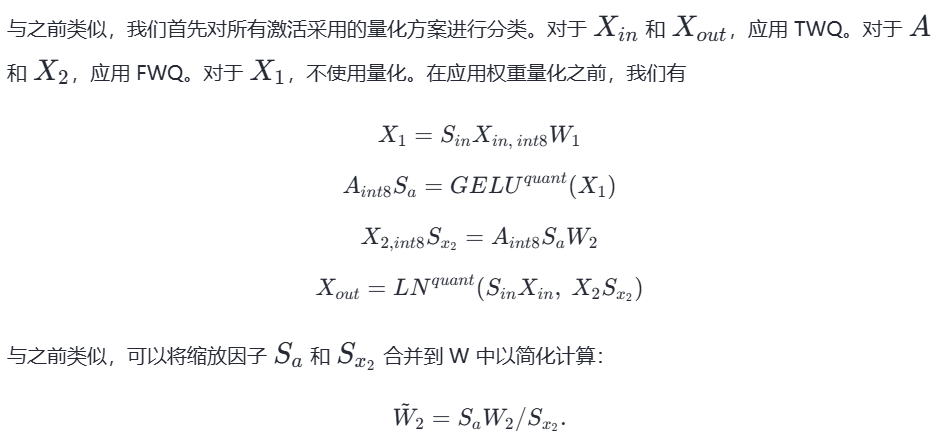 与之前类似，我们首先对所有激活采用的量化方案进行分类。对于 $X_{in}$ 和 $X_{out}$，应用 TWQ。对于 $A$
和 $X_2$，应用 FWQ。对于 $X_1$，不使用量化。在应用权重量化之前，我们有
$X_1 = S_{in}X_{in,int8}W_1$
$A_{int8}S_a = GELU^{quant}(X_1)$
$X_{2,int8}S_{x_2} = A_{int8}S_aW_2$
$X_{out} = LN^{quant}(S_{in}X_{in}, X_2S_{x_2})$
与之前类似，可以将缩放因子 $S_a$ 和 $S_{x_2}$ 合并到 W 中以简化计算：
$\tilde{W}_2 = S_aW_2/S_{x_2}.$